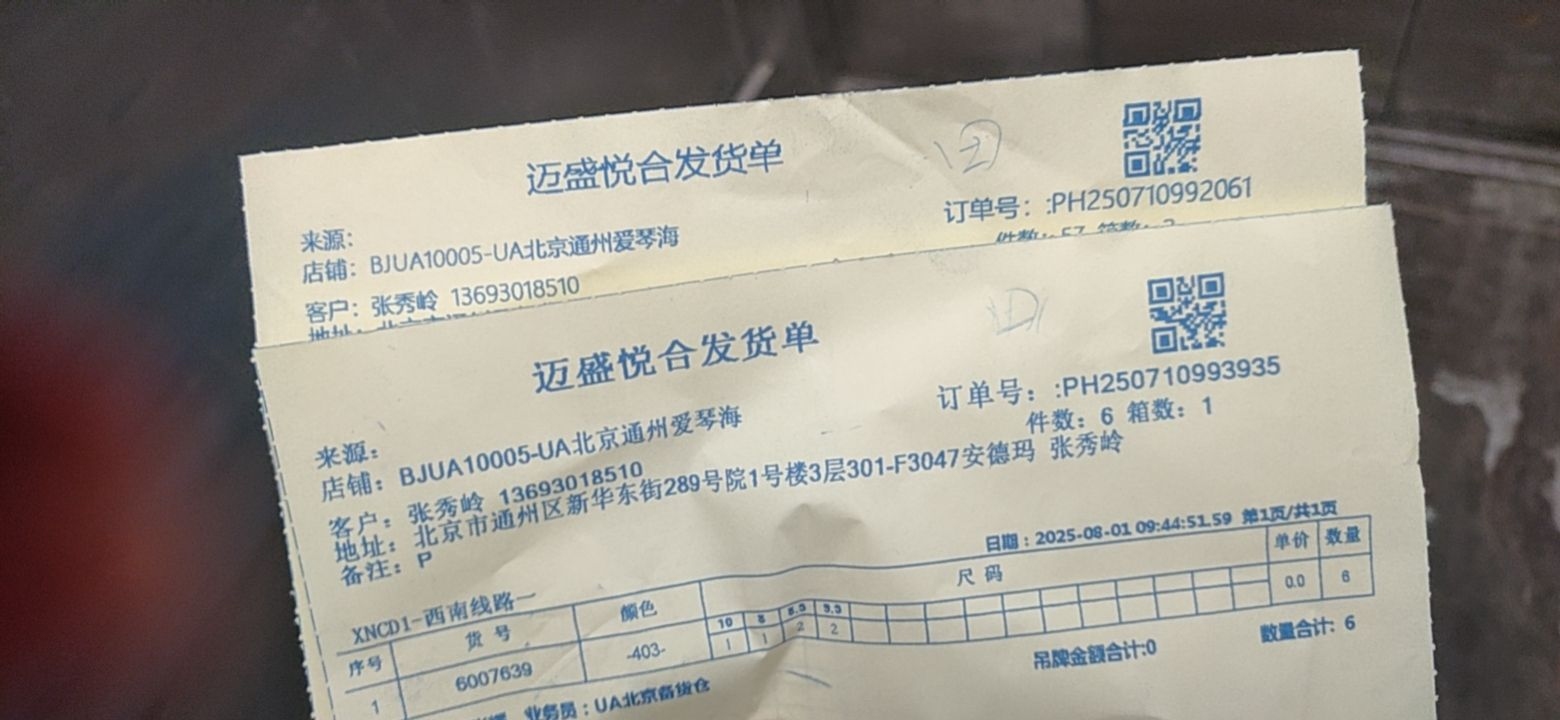 迈盛悦合发货单
订单号：:PH250710992061
来源：
店铺：BJUA10005-UA北京通州爱琴海
客户：张秀岭 13693018510
迈盛悦合发货单
订单号：:PH250710993935
件数：6 箱数：1
来源：
店铺：BJUA10005-UA北京通州爱琴海
客户：张秀岭 13693018510
地址：北京市通州区新华东街289号院1号楼3层301-F3047安德玛 张秀岭
备注：P
日期：2025-08-01 09:44:51.59 第1页/共1页
XNCD1-西南线路一
序号 货号 颜色 尺码 单价 数量
10 8 8.5 9.5
1 6007639 -403- 1 1 2 2 0.0 6
吊牌金额合计:0 数量合计: 6
业务员：UA北京备货仓